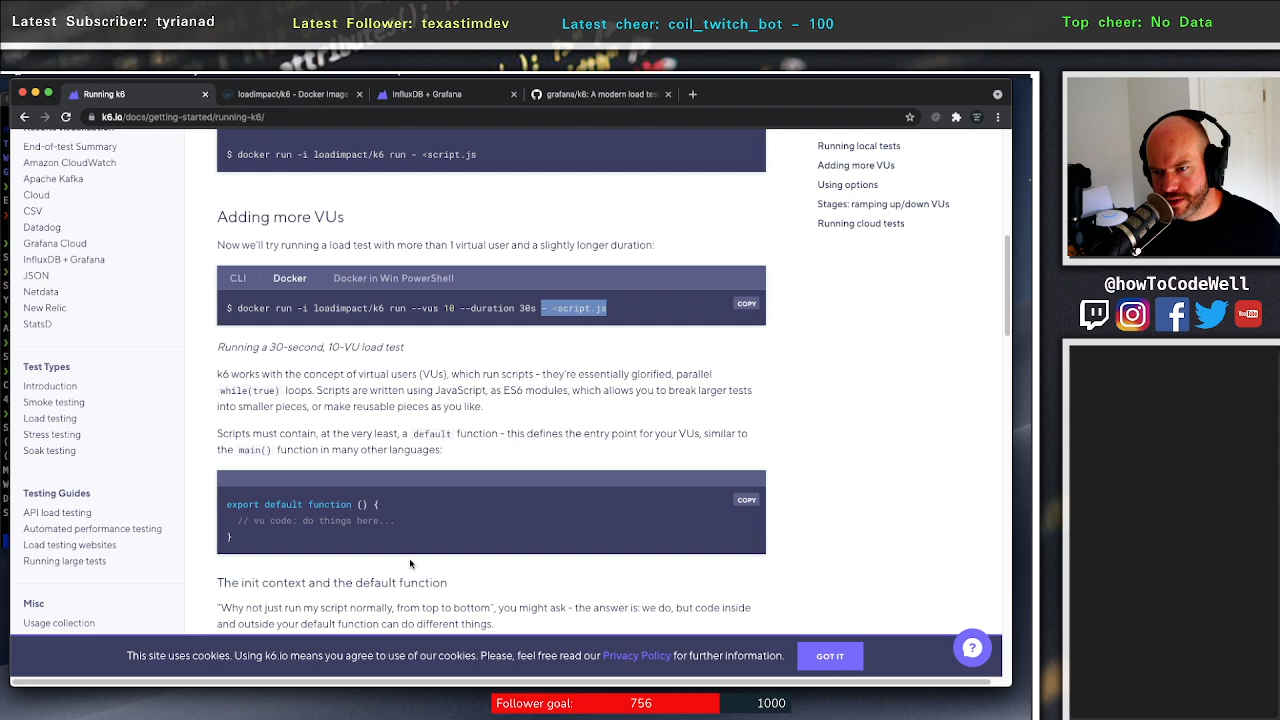 Latest Subscriber: tyrianad
Latest Follower: texastimdev
Latest cheer: coil_twitch_bot - 100
Top cheer: No Data
attributes();
Running k6
loadimpact/k6 - Docker Image
InfluxDB + Grafana
grafana/k6: A modern load tes
k6.io/docs/getting-started/running-k6/
Results visualization
End-of-test Summary
Amazon CloudWatch
Apache Kafka
Cloud
CSV
Datadog
Grafana Cloud
InfluxDB + Grafana
JSON
Netdata
New Relic
StatsD
Test Types
Introduction
Smoke testing
Load testing
Stress testing
Soak testing
Testing Guides
API load testing
Automated performance testing
Load testing websites
Running large tests
Misc
Usage collection
$ docker run -i loadimpact/k6 run - <script.js
Adding more VUs
Now we'll try running a load test with more than 1 virtual user and a slightly longer duration:
CLI Docker Docker in Win PowerShell
$ docker run -i loadimpact/k6 run --vus 10 --duration 30s - <script.js
COPY
Running a 30-second, 10-VU load test
k6 works with the concept of virtual users (VUs), which run scripts - they're essentially glorified, parallel
while(true) loops. Scripts are written using JavaScript, as ES6 modules, which allows you to break larger tests
into smaller pieces, or make reusable pieces as you like.
Scripts must contain, at the very least, a default function - this defines the entry point for your VUs, similar to
the main() function in many other languages:
export default function () {
COPY
// vu code: do things here...
}
The init context and the default function
"Why not just run my script normally, from top to bottom", you might ask - the answer is: we do, but code inside
and outside your default function can do different things.
Running local tests
Adding more VUs
Using options
Stages: ramping up/down VUs
Running cloud tests
This site uses cookies. Using k6.io means you agree to use of our cookies. Please, feel free read our Privacy Policy for further information.
GOT IT
?
@howToCodeWell
Follower goal: 756 1000